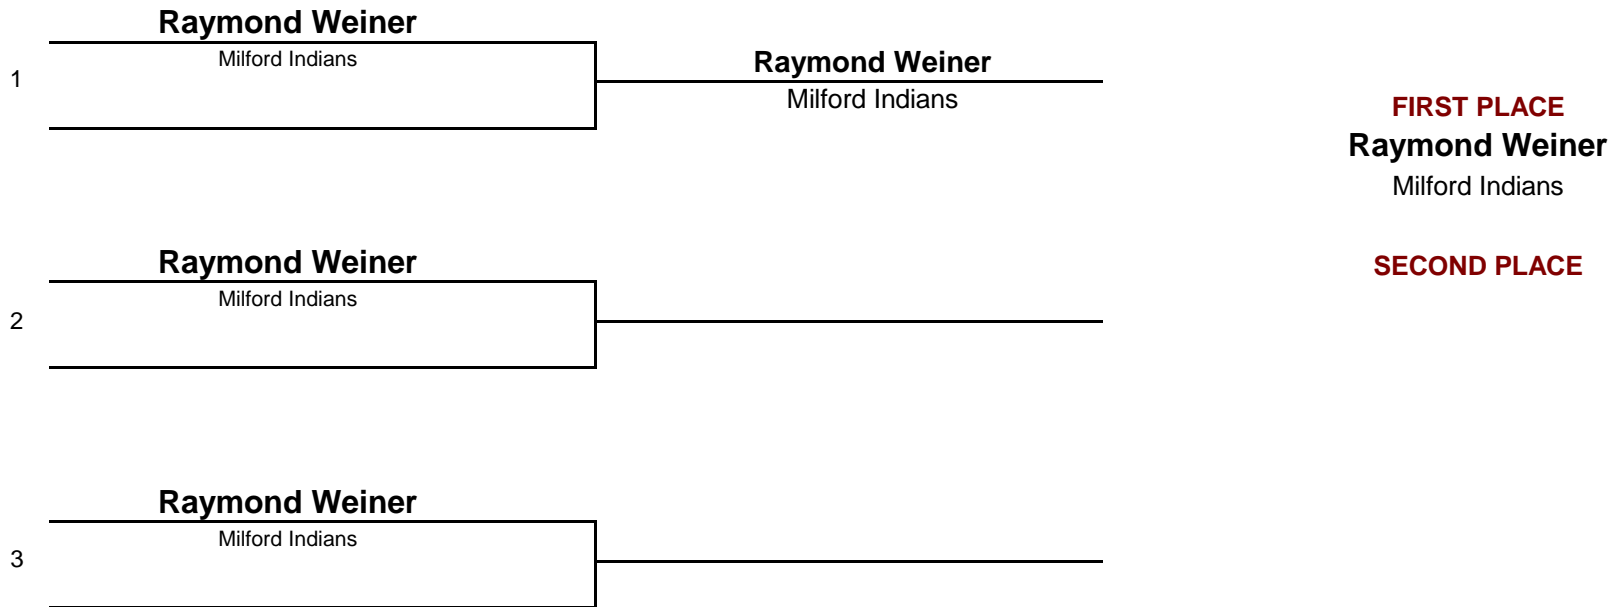 Raymond Weiner
Milford Indians
1
Raymond Weiner
Milford Indians
FIRST PLACE
Raymond Weiner
Milford Indians
Raymond Weiner
Milford Indians
2
SECOND PLACE
Raymond Weiner
Milford Indians
3